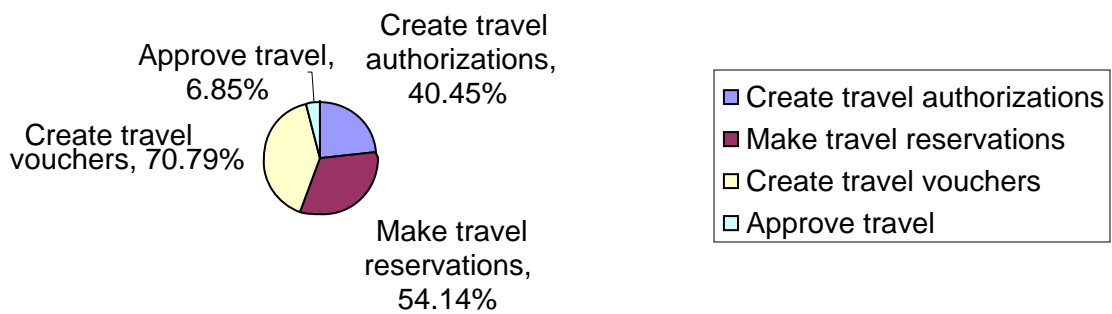 Create travel
authorizations,
40.45%
Approve travel,
6.85%
Create travel
vouchers, 70.79%
Make travel
reservations,
54.14%
Create travel authorizations
Make travel reservations
Create travel vouchers
Approve travel